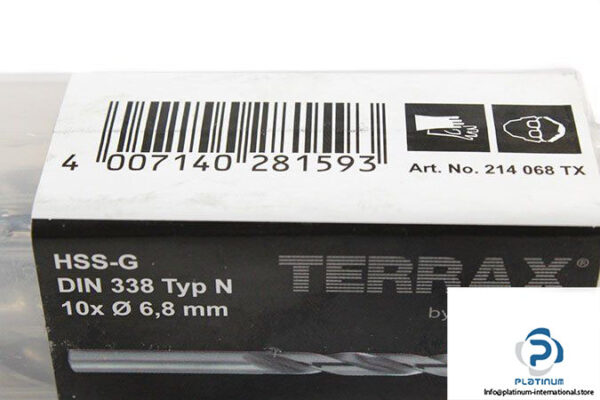 4 007140 281593
Art. No. 214 068 TX
HSS-G
DIN 338 Typ N
10x Ø 6,8 mm
TERRAX®
by
PLATINUM
Info@platinum-international.store